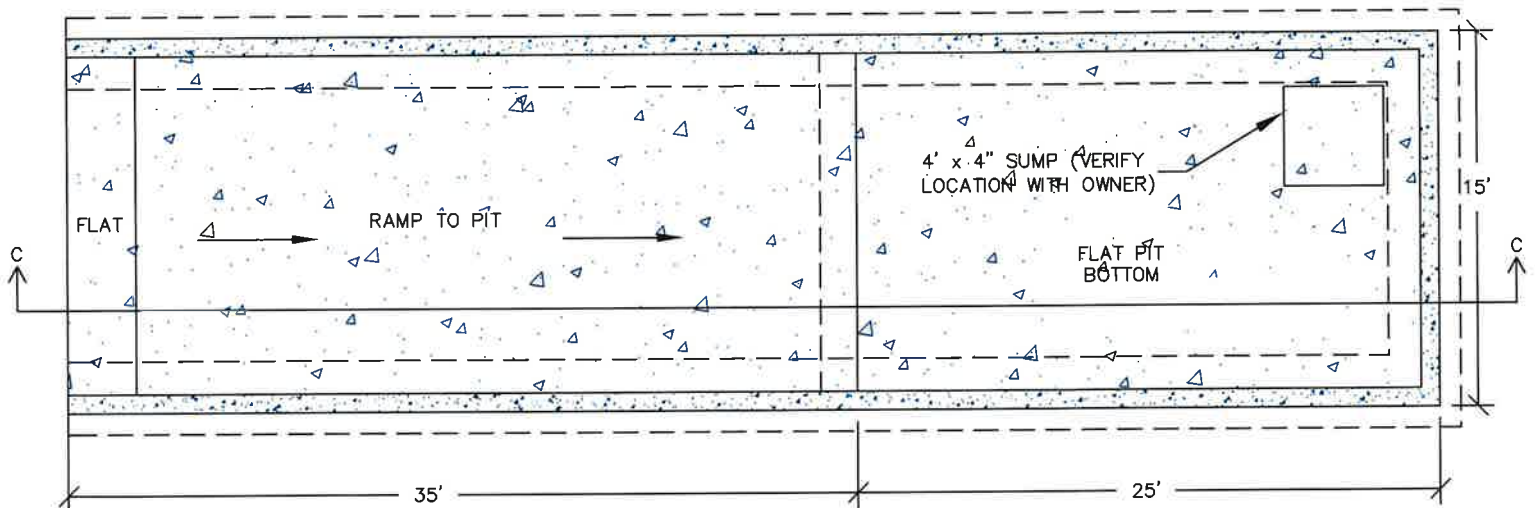 4' x 4" SUMP (VERIFY
LOCATION WITH OWNER)
15'
FLAT
RAMP TO PIT
C
C
FLAT PIT
BOTTOM
35'
25'